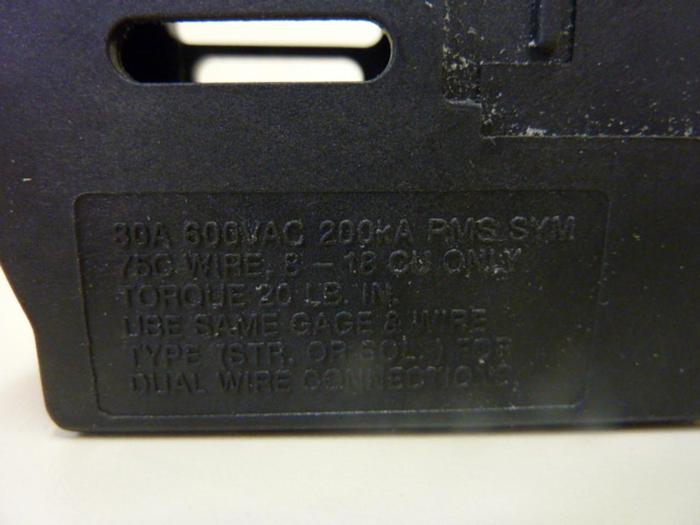 30A 600VAC 200kA RMS SYM
75C WIRE, 8 - 18 CU ONLY
TORQUE 20 LB. IN.
USE SAME GAGE & WIRE
TYPE (STR. OR SOL.) FOR
DUAL WIRE CONNECTIONS.